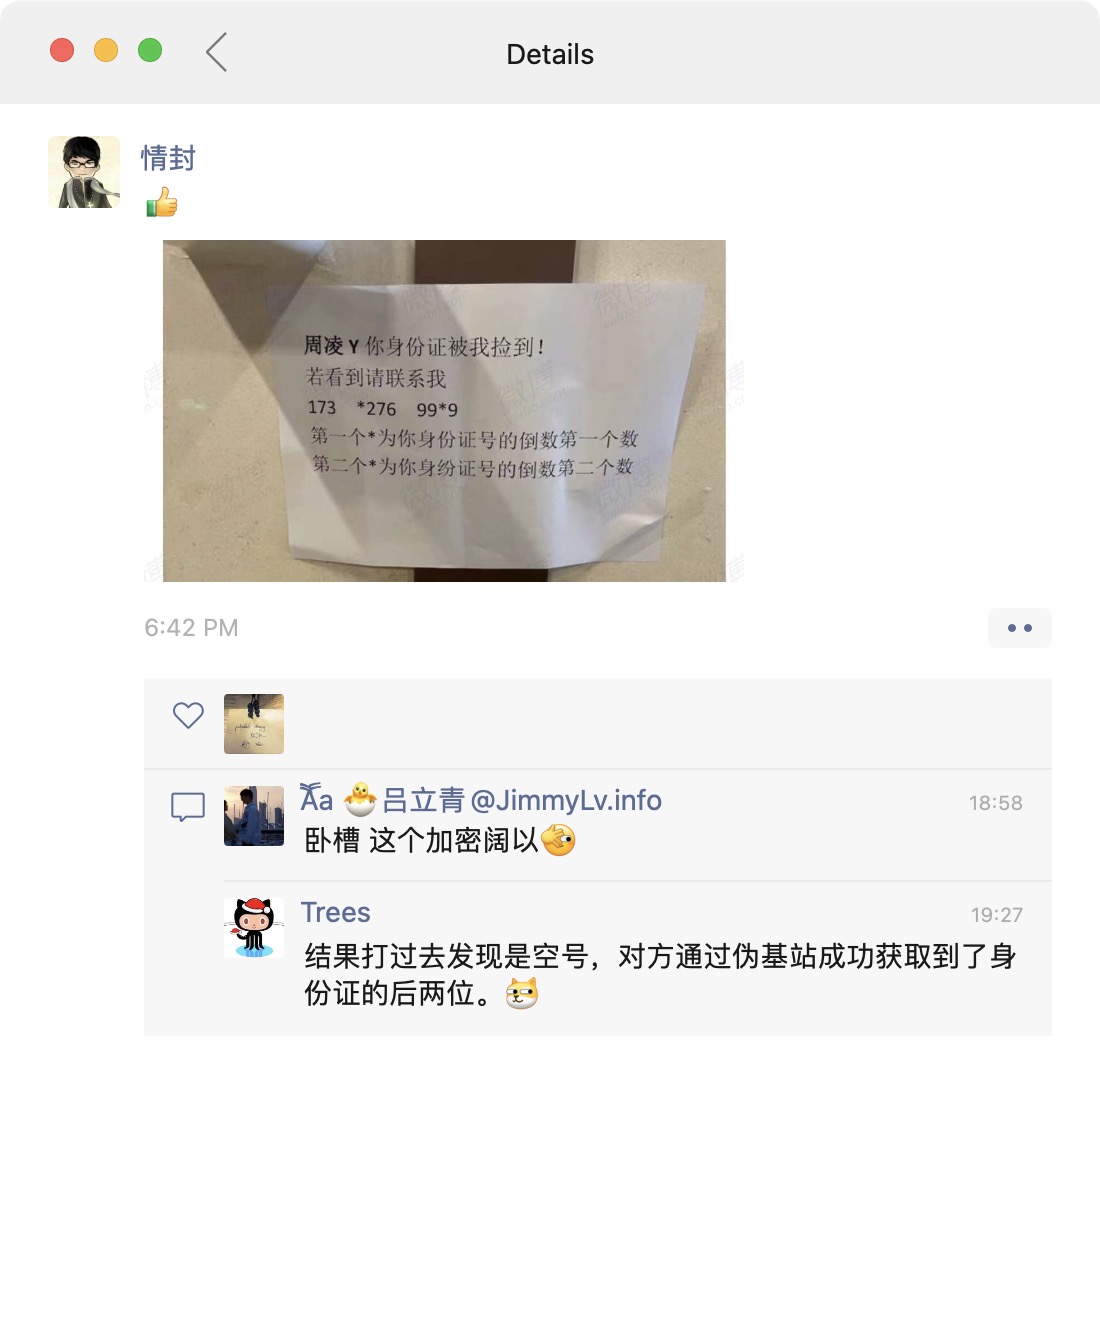 Details
情封
周凌Y你身份证被我捡到！
若看到请联系我
173 *276 99*9
第一个*为你身份证号的倒数第一个数
第二个*为你身纷证号的倒数第二个数
6:42 PM
吕立青@JimmyLv.info
18:58
卧槽 这个加密阔以
Trees
19:27
结果打过去发现是空号，对方通过伪基站成功获取到了身
份证的后两位。